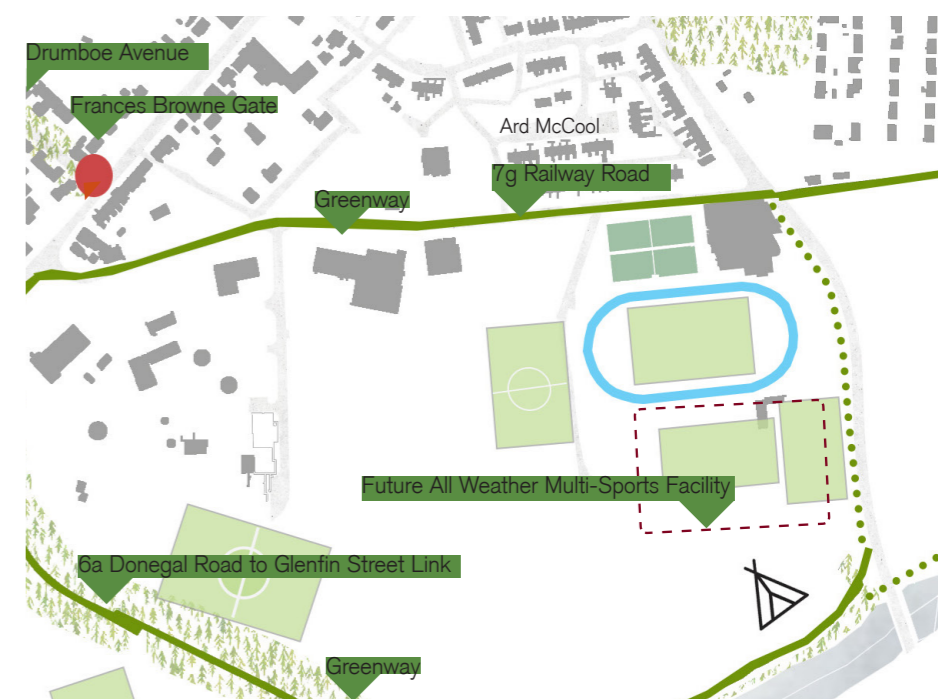 Drumboe Avenue
Frances Browne Gate
Ard McCool
7g Railway Road
Greenway
Future All Weather Multi-Sports Facility
6a Donegal Road to Glenfin Street Link
Greenway